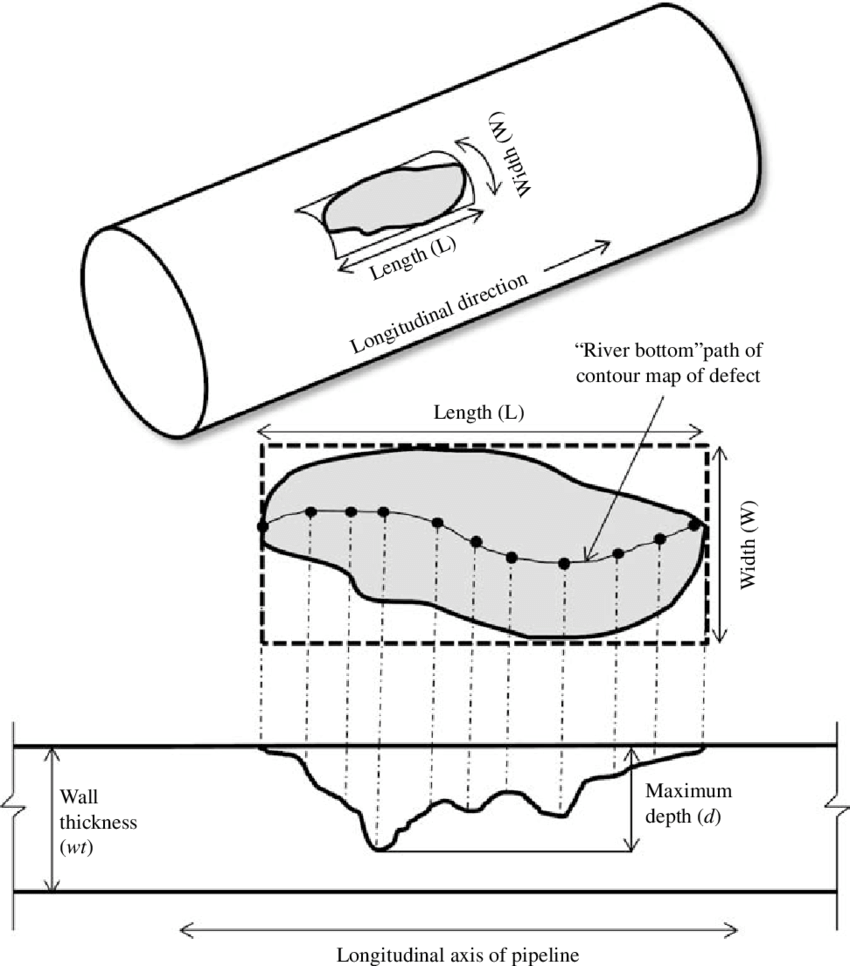 Width (W)
Length (L)
Longitudinal direction
“River bottom”path of
contour map of defect
Length (L)
Width (W)
Wall
thickness
(wt)
Maximum
depth (d)
Longitudinal axis of pipeline